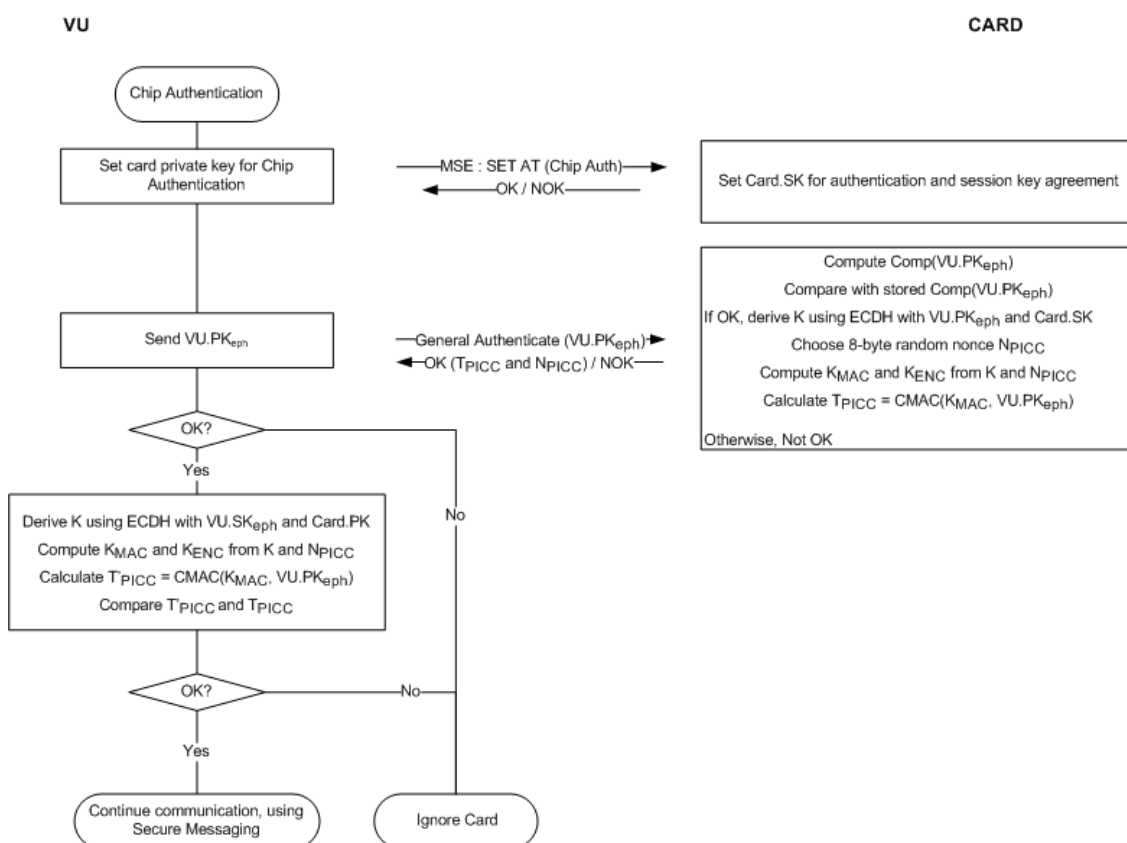 VU
CARD
Chip Authentication
Set card private key for Chip
Authentication
MSE : SET AT (Chip Auth)
OK / NOK
Set Card.SK for authentication and session key agreement
Compute Comp(VU.PKeph)
Compare with stored Comp(VU.PKeph)
If OK, derive K using ECDH with VU.PKeph and Card.SK
Choose 8-byte random nonce NPICC
Compute KMAC and KENC from K and NPICC
Calculate TPICC = CMAC(KMAC, VU.PKeph)
Otherwise, Not OK
Send VU.PKeph
General Authenticate (VU.PKeph)
OK (TPICC and NPICC) / NOK
OK?
Yes
No
Derive K using ECDH with VU.SKeph and Card.PK
Compute KMAC and KENC from K and NPICC
Calculate T'PICC = CMAC(KMAC, VU.PKeph)
Compare T'PICC and TPICC
OK?
No
Yes
Continue communication, using
Secure Messaging
Ignore Card